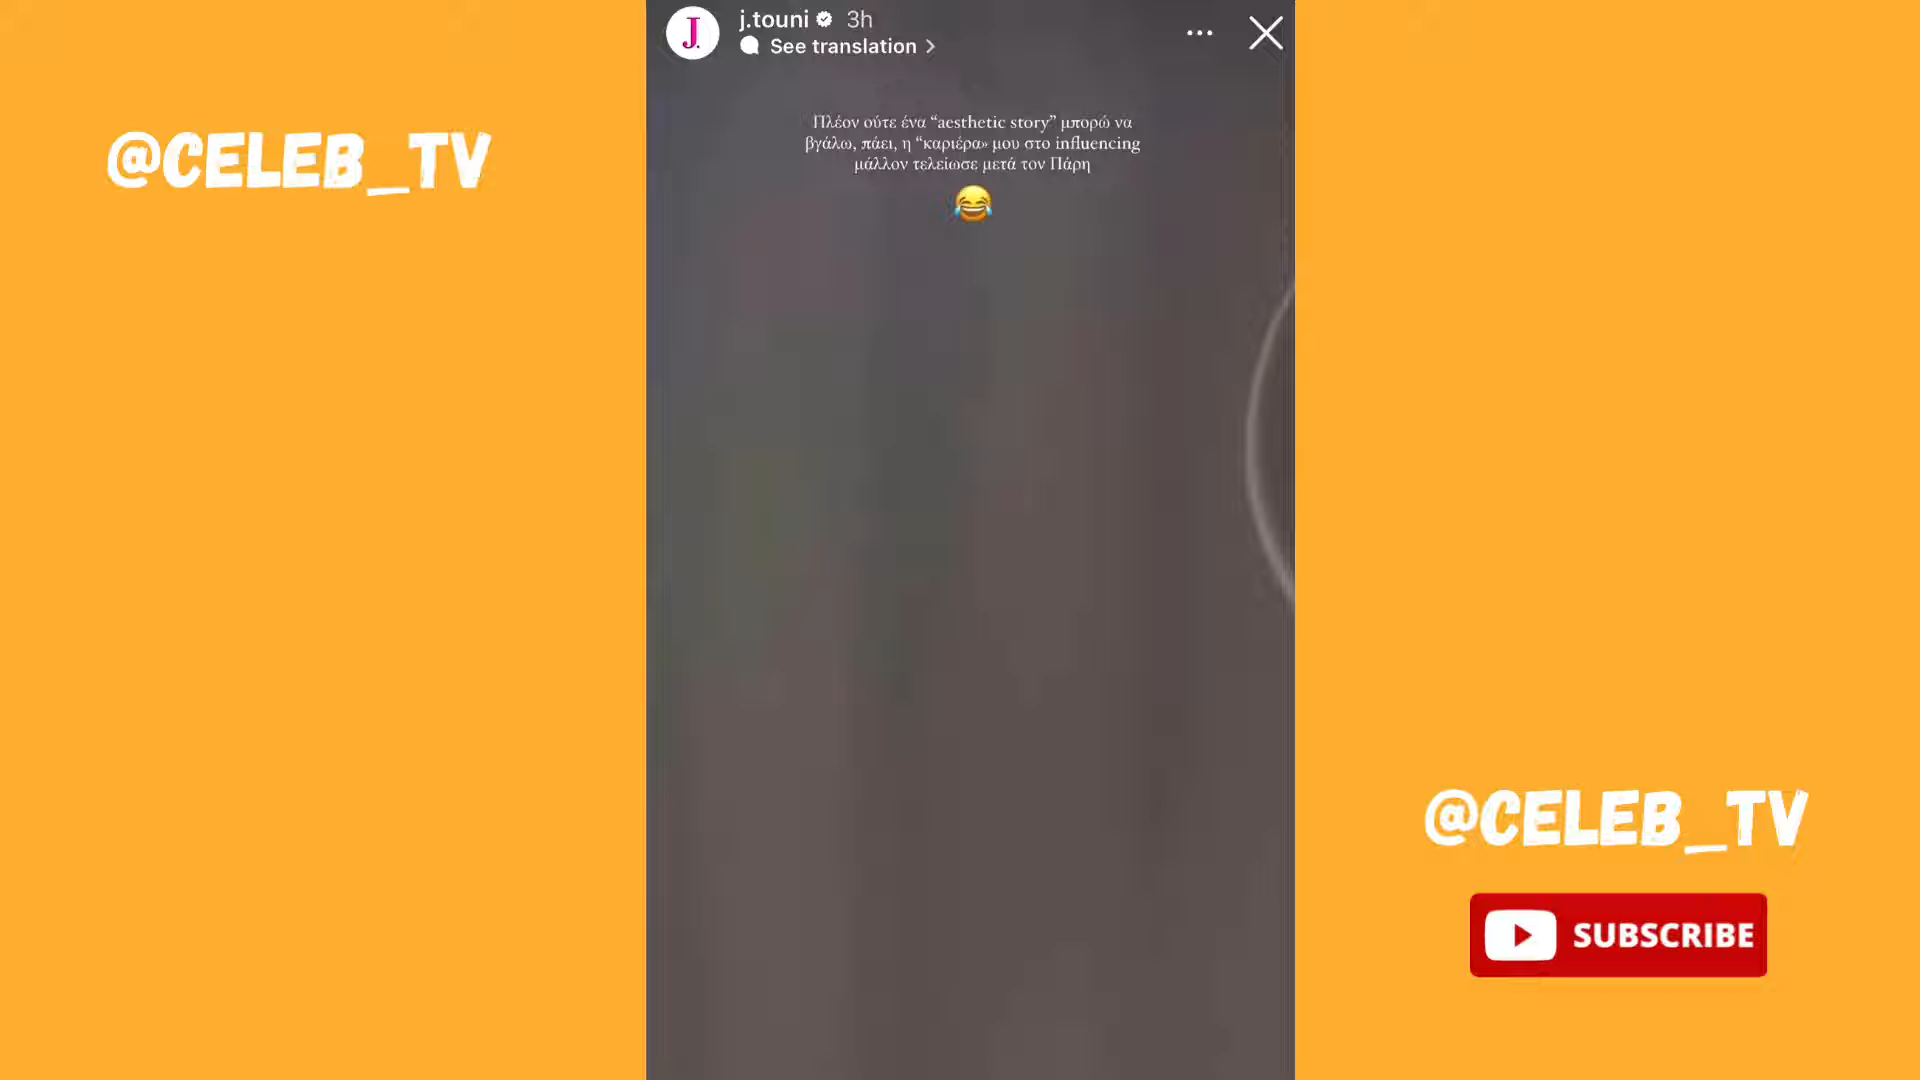 @CELEB_TV
J.
j.touni 3h
See translation
Πλέον ούτε ένα “aesthetic story” μπορώ να
βγάλω, πάει, η “καριέρα» μου στο influencing
μάλλον τελείωσε μετά τον Πάρη
@CELEB_TV
SUBSCRIBE